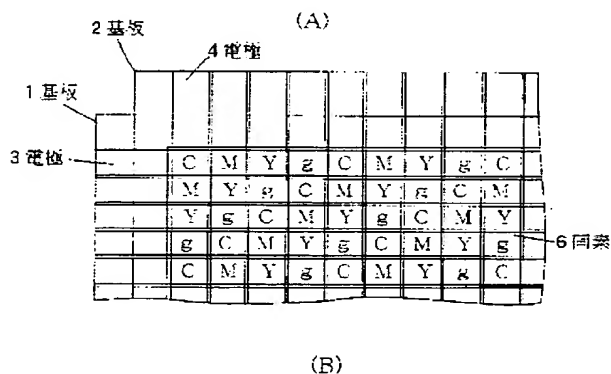 (A)
2 基板
4 電極
1 基板
3 電極
C M Y g C M Y g C
M Y g C M Y g C M
Y g C M Y g C M Y
g C M Y g C M Y g
6 画素
C M Y g C M Y g C
(B)